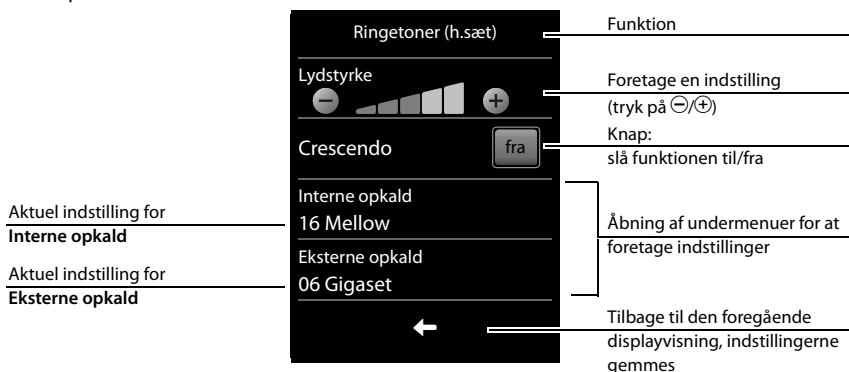 Ringetoner (h.sæt)
Lydstyrke
Crescendo
fra
Interne opkald
16 Mellow
Eksterne opkald
06 Gigaset
Aktuel indstilling for
Interne opkald
Aktuel indstilling for
Eksterne opkald
Funktion
Foretage en indstilling
(tryk på ⊖/⊕)
Knap:
slå funktionen til/fra
Åbning af undermenuer for at
foretage indstillinger
Tilbage til den foregående
displayvisning, indstillingerne
gemmes